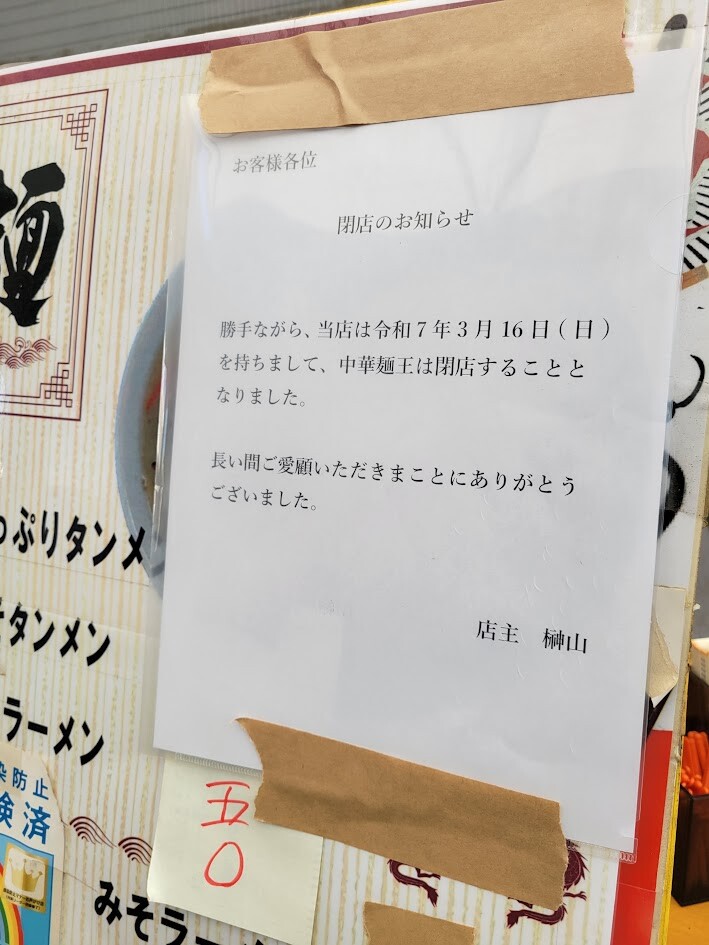 お客様各位
閉店のお知らせ
勝手ながら、当店は令和7年3月16日(日)
を持ちまして、中華麺王は閉店することと
なりました。
長い間ご愛顧いただきまことにありがとう
ございました。
店主 榊山
っぷりタンメ
タンメン
ラーメン
染防止
検済
五
〇
みそラーメ